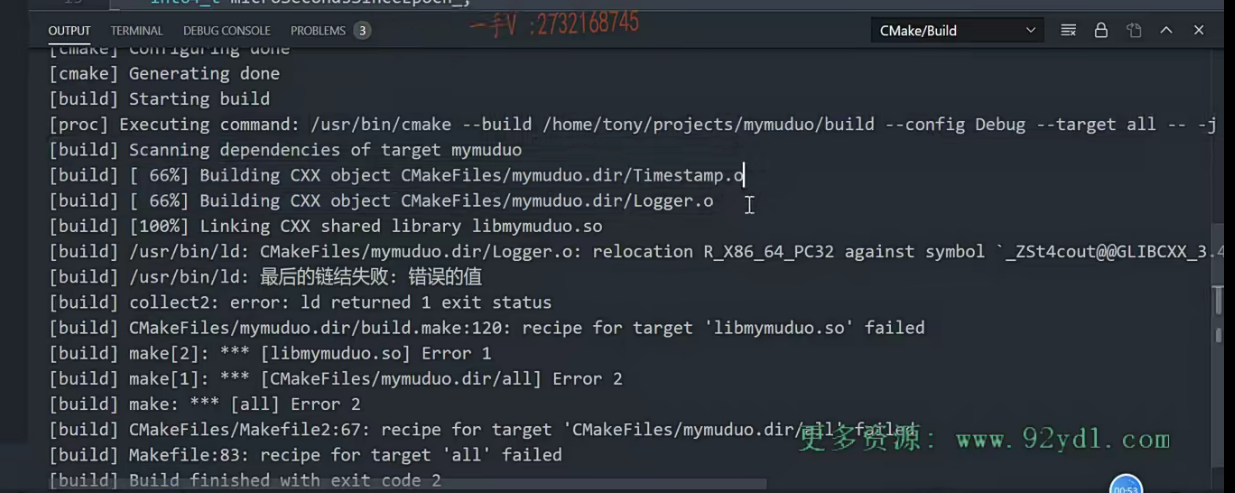 int64_t microSecondsSinceEpoch_;
一手V :2732168745
OUTPUT TERMINAL DEBUG CONSOLE PROBLEMS 3 CMake/Build
[cmake] Configuring done
[cmake] Generating done
[build] Starting build
[proc] Executing command: /usr/bin/cmake --build /home/tony/projects/mymuduo/build --config Debug --target all -- -j
[build] Scanning dependencies of target mymuduo
[build] [ 66%] Building CXX object CMakeFiles/mymuduo.dir/Timestamp.o
[build] [ 66%] Building CXX object CMakeFiles/mymuduo.dir/Logger.o
[build] [100%] Linking CXX shared library libmymuduo.so
[build] /usr/bin/ld: CMakeFiles/mymuduo.dir/Logger.o: relocation R_X86_64_PC32 against symbol `_ZSt4cout@@GLIBCXX_3.4
[build] /usr/bin/ld: 最后的链结失败: 错误的值
[build] collect2: error: ld returned 1 exit status
[build] CMakeFiles/mymuduo.dir/build.make:120: recipe for target 'libmymuduo.so' failed
[build] make[2]: *** [libmymuduo.so] Error 1
[build] make[1]: *** [CMakeFiles/mymuduo.dir/all] Error 2
[build] make: *** [all] Error 2
[build] CMakeFiles/Makefile2:67: recipe for target 'CMakeFiles/mymuduo.dir/all' failed
更多资源: www.92ydl.com
[build] Makefile:83: recipe for target 'all' failed
[build] Build finished with exit code 2
00:53